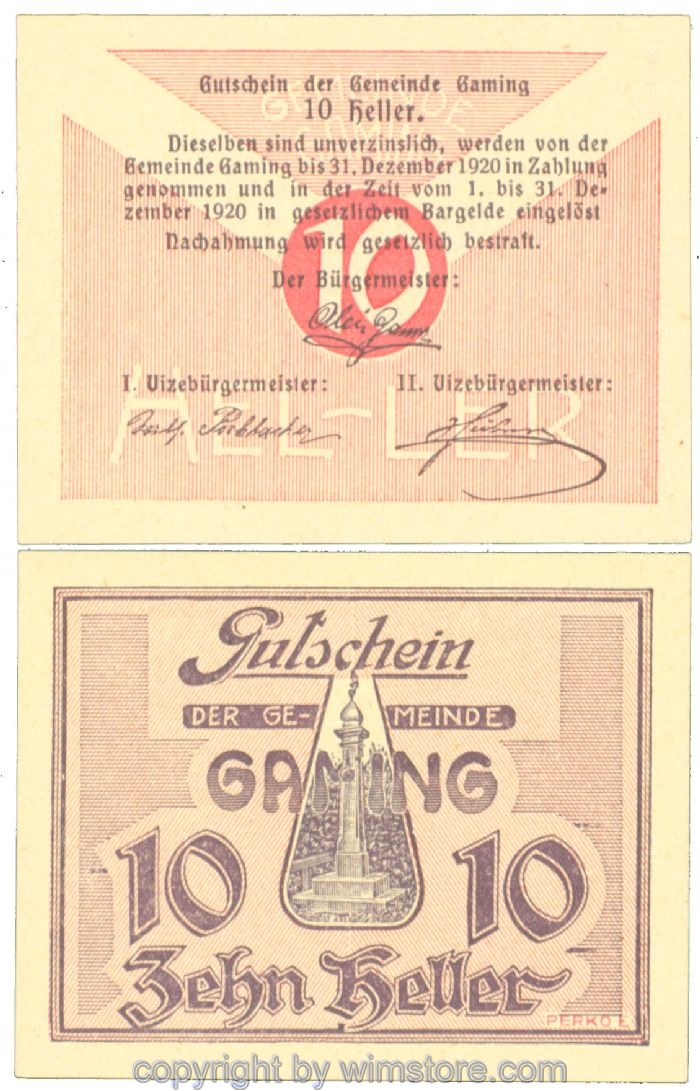 Gutschein der Gemeinde Gaming
10 Heller.
Dieselben sind unverzinslich, werden von der
Gemeinde Gaming bis 31. Dezember 1920 in Zahlung
genommen und in der Zeit vom 1. bis 31. De-
zember 1920 in gesetzlichem Bargelde eingelöst
Nachahmung wird gesetzlich bestraft.
10
Der Bürgermeister:
I. Vizebürgermeister: II. Vizebürgermeister:
HEL-LER
Gutschein
DER GE- MEINDE
GAMING
10 10
Zehn Heller
PERKO E
copyright by wimstore.com